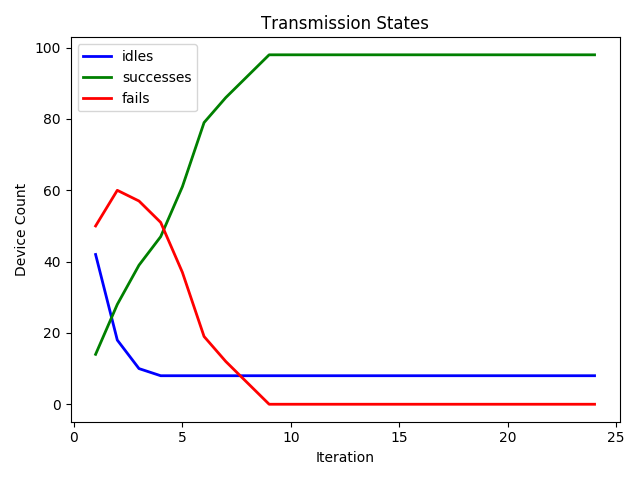 Transmission States
idles
successes
fails
Device Count
100
80
60
40
20
0
0 5 10 15 20 25
Iteration